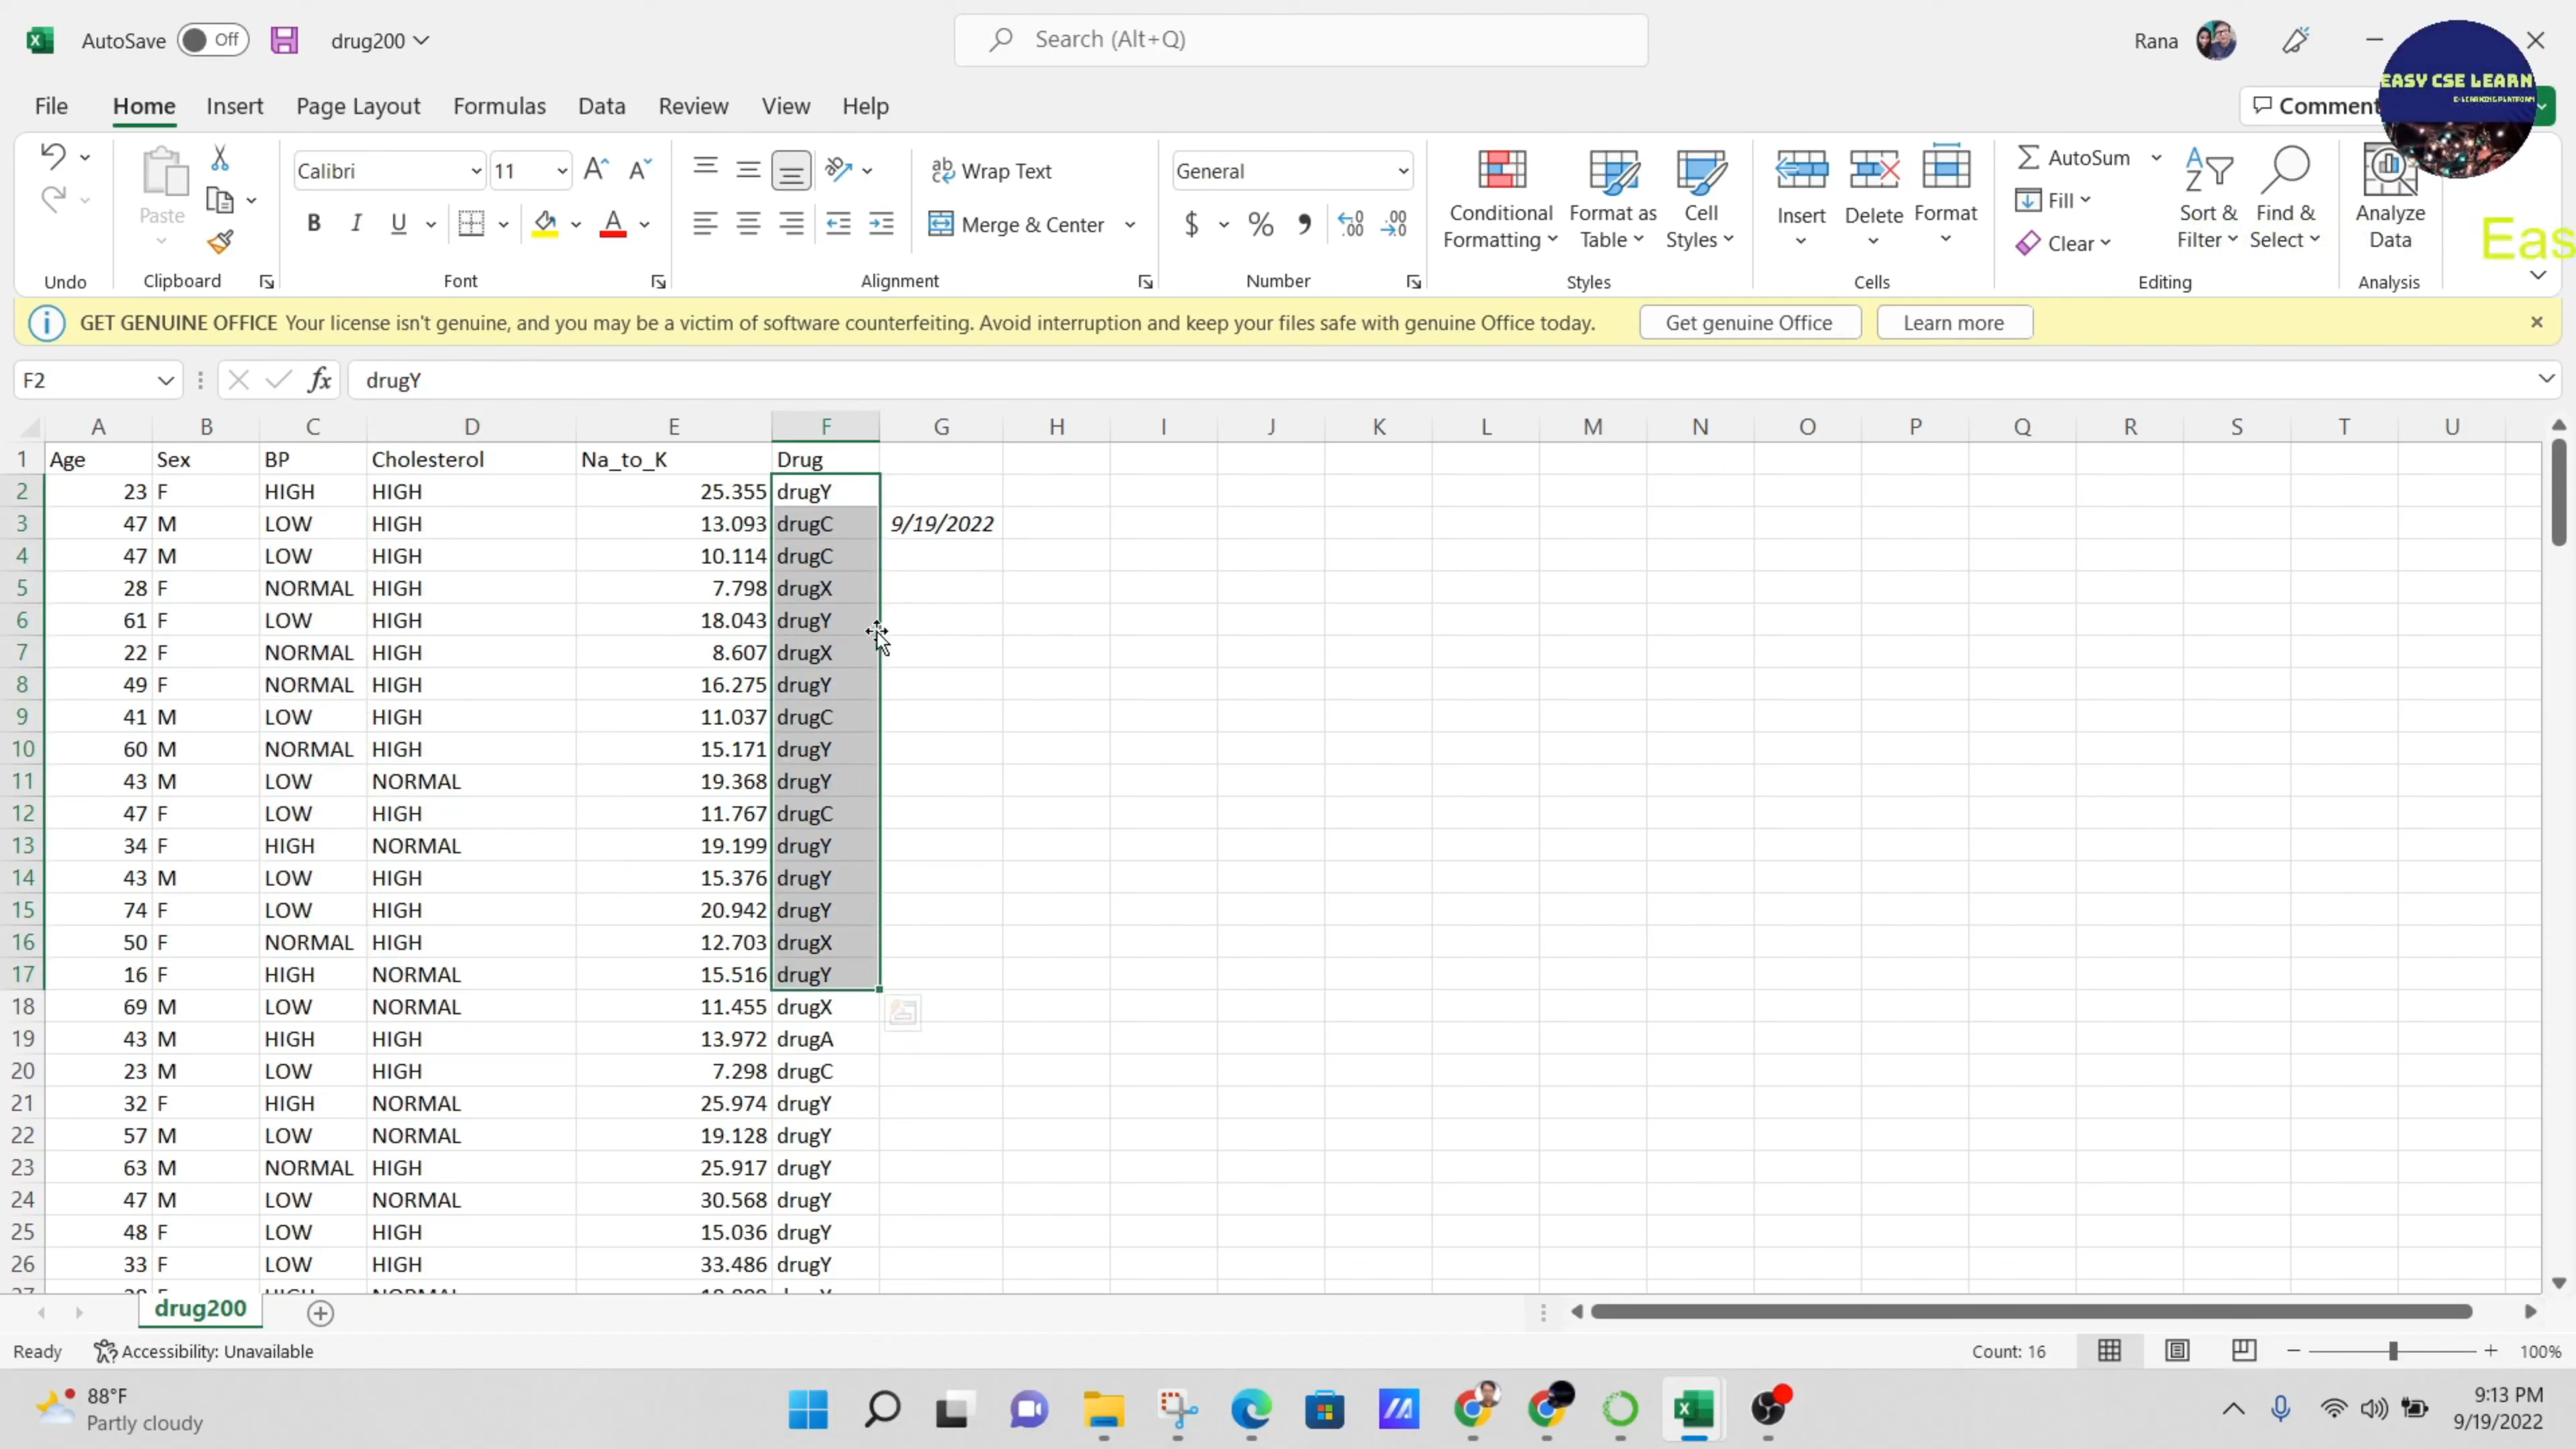 AutoSave Off drug200 Search (Alt+Q) Rana
EASY CSE LEARN
E-LEARNING PLATFORM
File Home Insert Page Layout Formulas Data Review View Help
Calibri 11 Wrap Text General AutoSum
Paste B I U Merge & Center $ % Conditional Formatting Format as Table Cell Styles Insert Delete Format Fill Clear Sort & Filter Find & Select Analyze Data
Eas
Undo Clipboard Font Alignment Number Styles Cells Editing Analysis
GET GENUINE OFFICE Your license isn't genuine, and you may be a victim of software counterfeiting. Avoid interruption and keep your files safe with genuine Office today. Get genuine Office Learn more
F2 fx drugY
A B C D E F G H I J K L M N O P Q R S T U
1 Age Sex BP Cholesterol Na_to_K Drug
2 23 F HIGH HIGH 25.355 drugY
3 47 M LOW HIGH 13.093 drugC 9/19/2022
4 47 M LOW HIGH 10.114 drugC
5 28 F NORMAL HIGH 7.798 drugX
6 61 F LOW HIGH 18.043 drugY
7 22 F NORMAL HIGH 8.607 drugX
8 49 F NORMAL HIGH 16.275 drugY
9 41 M LOW HIGH 11.037 drugC
10 60 M NORMAL HIGH 15.171 drugY
11 43 M LOW NORMAL 19.368 drugY
12 47 F LOW HIGH 11.767 drugC
13 34 F HIGH NORMAL 19.199 drugY
14 43 M LOW HIGH 15.376 drugY
15 74 F LOW HIGH 20.942 drugY
16 50 F NORMAL HIGH 12.703 drugX
17 16 F HIGH NORMAL 15.516 drugY
18 69 M LOW NORMAL 11.455 drugX
19 43 M HIGH HIGH 13.972 drugA
20 23 M LOW HIGH 7.298 drugC
21 32 F HIGH NORMAL 25.974 drugY
22 57 M LOW NORMAL 19.128 drugY
23 63 M NORMAL HIGH 25.917 drugY
24 47 M LOW NORMAL 30.568 drugY
25 48 F LOW HIGH 15.036 drugY
26 33 F LOW HIGH 33.486 drugY
drug200
Ready Accessibility: Unavailable Count: 16 100%
88°F
Partly cloudy
9:13 PM
9/19/2022